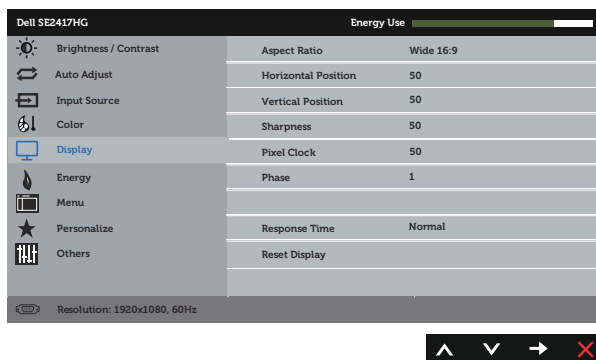 Dell SE2417HG Energy Use
Brightness / Contrast Aspect Ratio Wide 16:9
Auto Adjust Horizontal Position 50
Input Source Vertical Position 50
Color Sharpness 50
Display Pixel Clock 50
Energy Phase 1
Menu
Personalize Response Time Normal
Others Reset Display
Resolution: 1920x1080, 60Hz